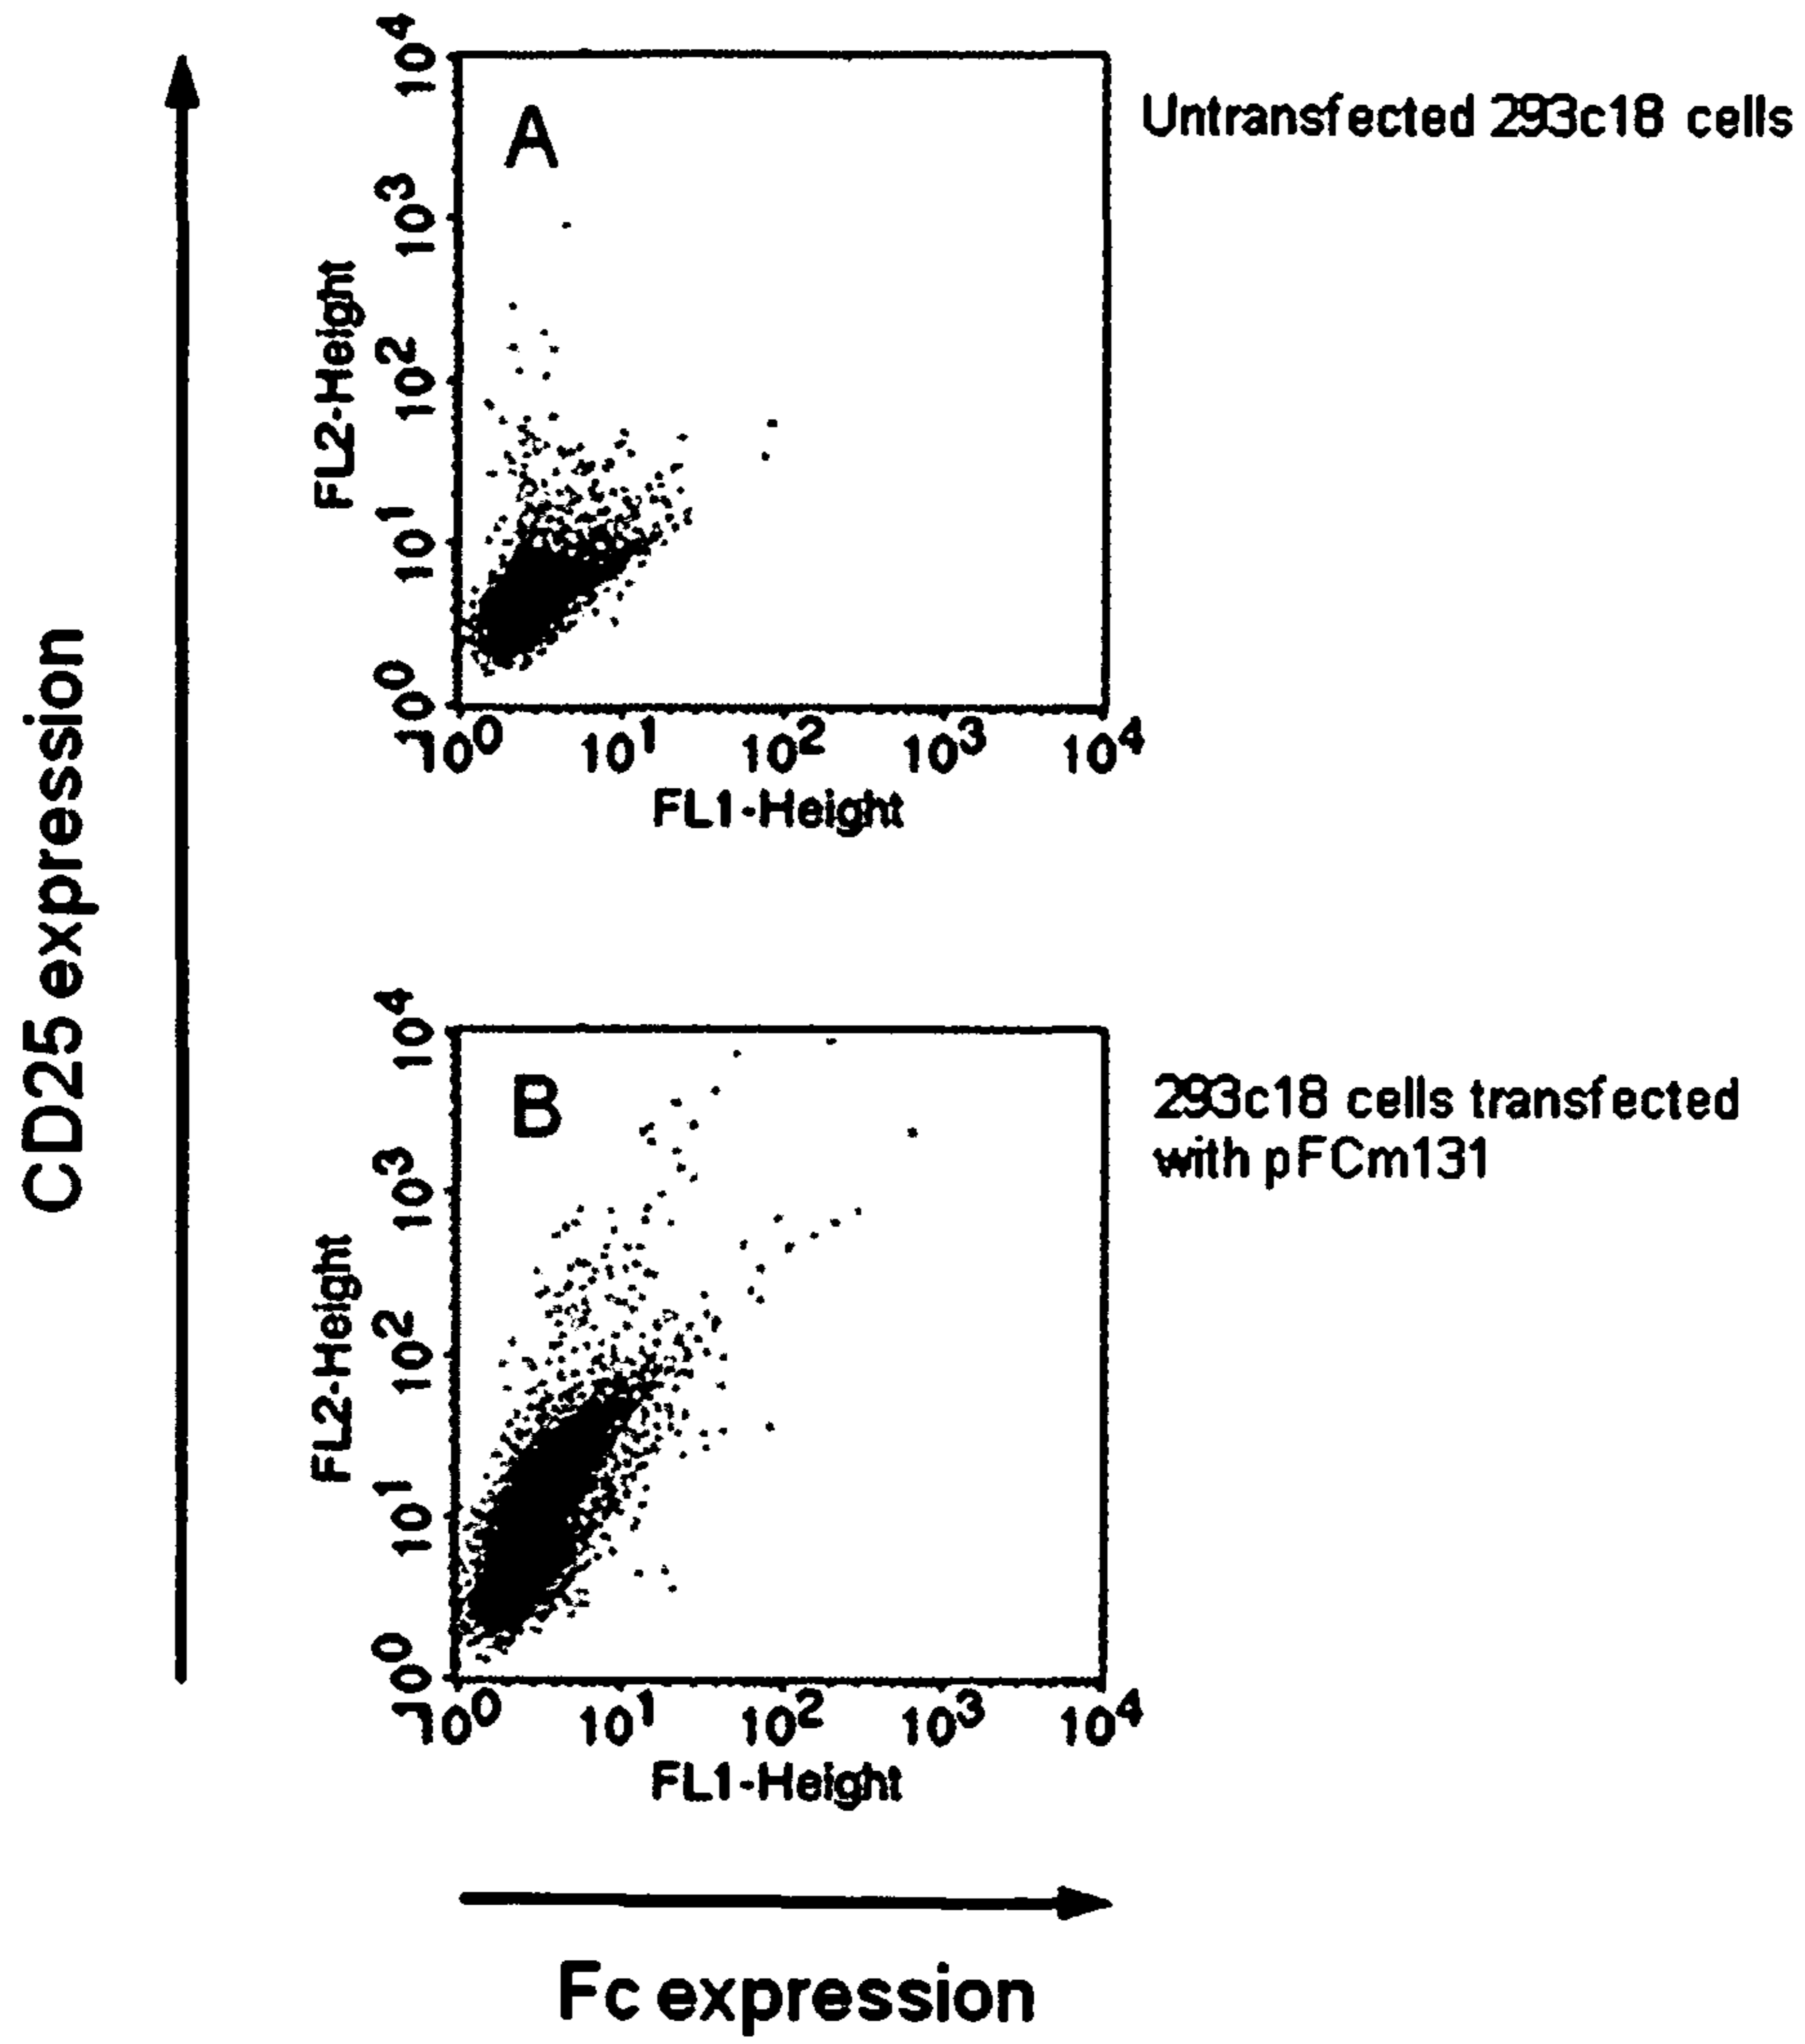 CD25 expression
A
Untransfected 293c18 cells
FL2-Height
10⁴
10³
10²
10¹
10⁰
10⁰ 10¹ 10² 10³ 10⁴
FL1-Height
B
293c18 cells transfected
with pFCm131
FL2-Height
10⁴
10³
10²
10¹
10⁰
10⁰ 10¹ 10² 10³ 10⁴
FL1-Height
Fc expression